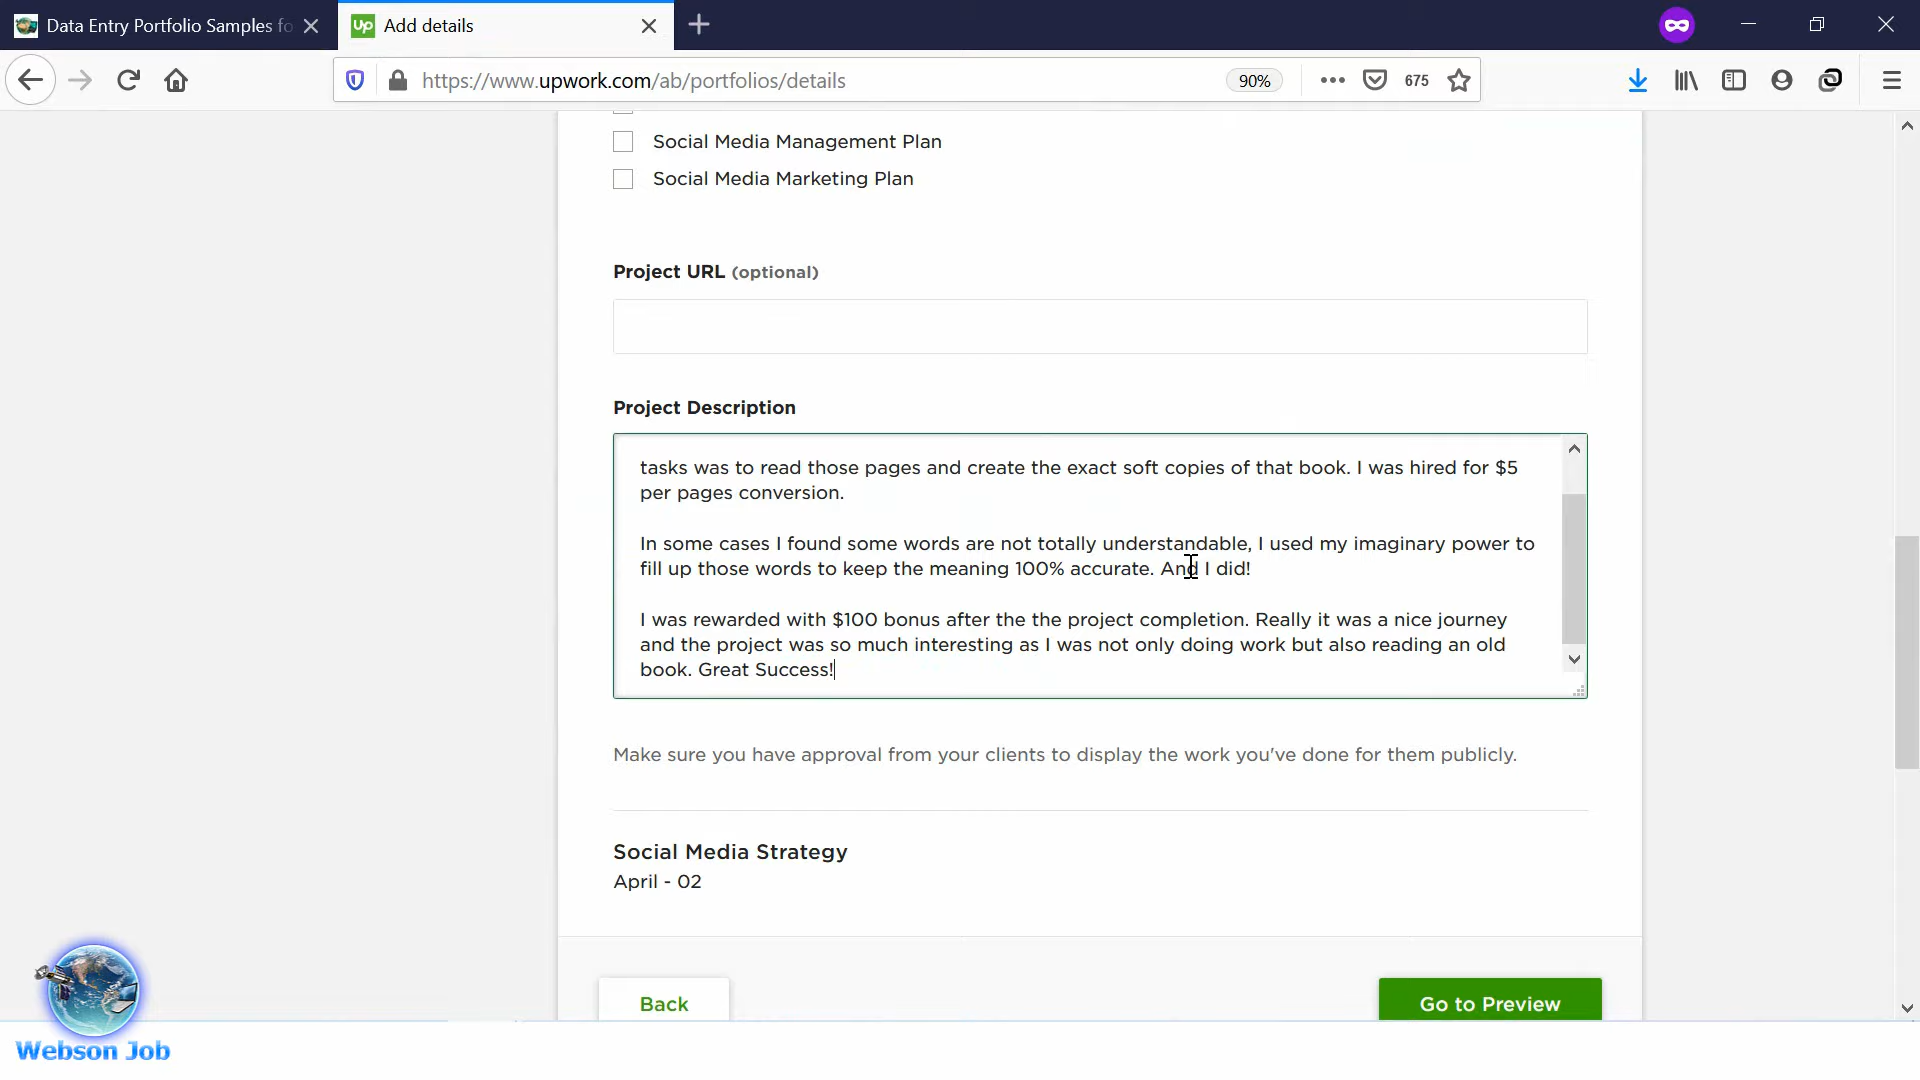 Data Entry Portfolio Samples fo
Add details
https://www.upwork.com/ab/portfolios/details
90%
675
Social Media Management Plan
Social Media Marketing Plan
Project URL (optional)
Project Description
tasks was to read those pages and create the exact soft copies of that book. I was hired for $5
per pages conversion.
In some cases I found some words are not totally understandable, I used my imaginary power to
fill up those words to keep the meaning 100% accurate. And I did!
I was rewarded with $100 bonus after the the project completion. Really it was a nice journey
and the project was so much interesting as I was not only doing work but also reading an old
book. Great Success!
Make sure you have approval from your clients to display the work you've done for them publicly.
Social Media Strategy
April - 02
Back
Go to Preview
Webson Job